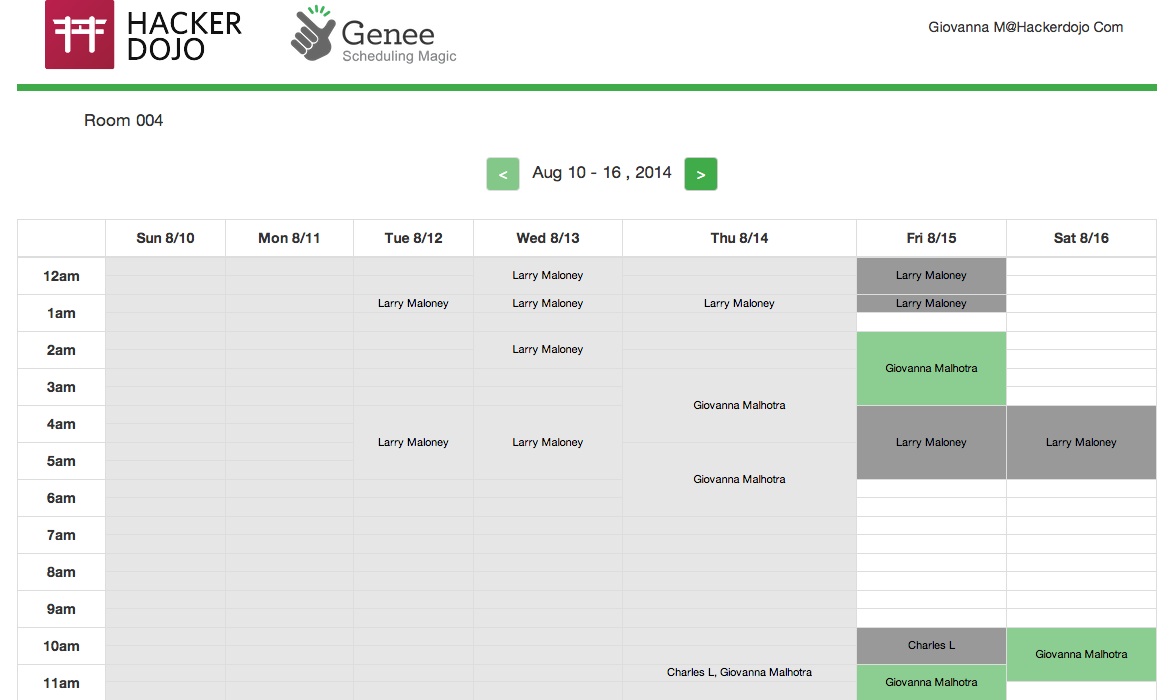 HACKER
DOJO
Genee
Scheduling Magic
Giovanna M@Hackerdojo Com
Room 004
< Aug 10 - 16 , 2014 >
Sun 8/10 Mon 8/11 Tue 8/12 Wed 8/13 Thu 8/14 Fri 8/15 Sat 8/16
12am Larry Maloney Larry Maloney
Larry Maloney Larry Maloney Larry Maloney Larry Maloney
1am
2am Larry Maloney
Giovanna Malhotra
3am
Giovanna Malhotra
4am
Larry Maloney Larry Maloney Larry Maloney Larry Maloney
5am
Giovanna Malhotra
6am
7am
8am
9am
10am Charles L Giovanna Malhotra
Charles L, Giovanna Malhotra
11am Giovanna Malhotra